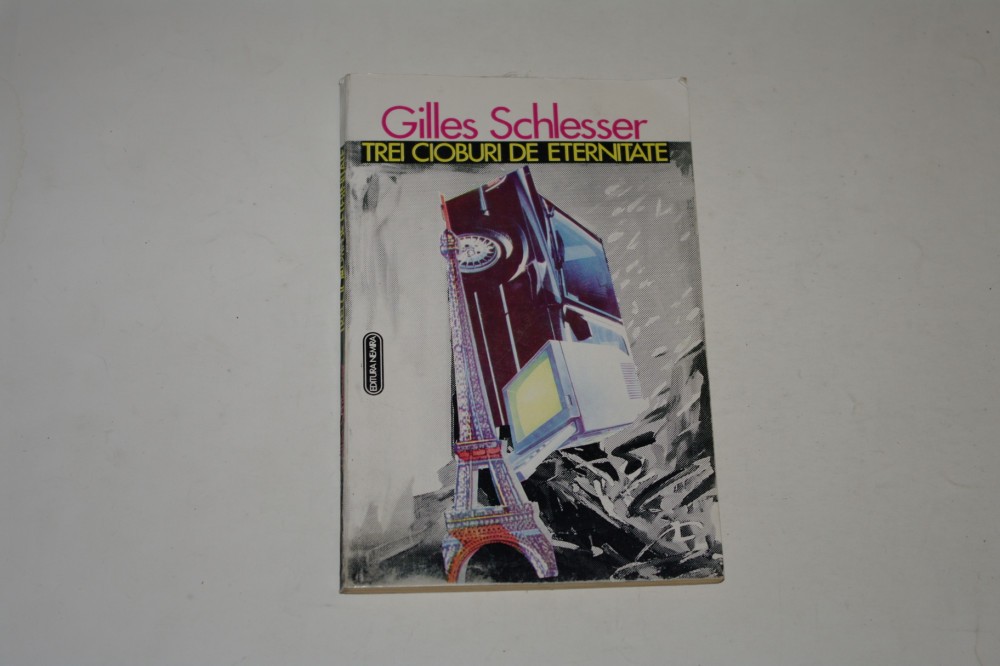 Gilles Schlesser
TREI CIOBURI DE ETERNITATE
EDITURA NEMIRA